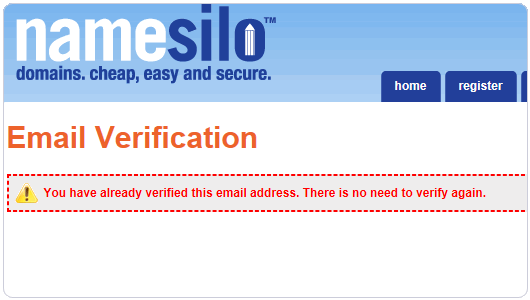 namesilo™
domains. cheap, easy and secure.
home
register
Email Verification
You have already verified this email address. There is no need to verify again.